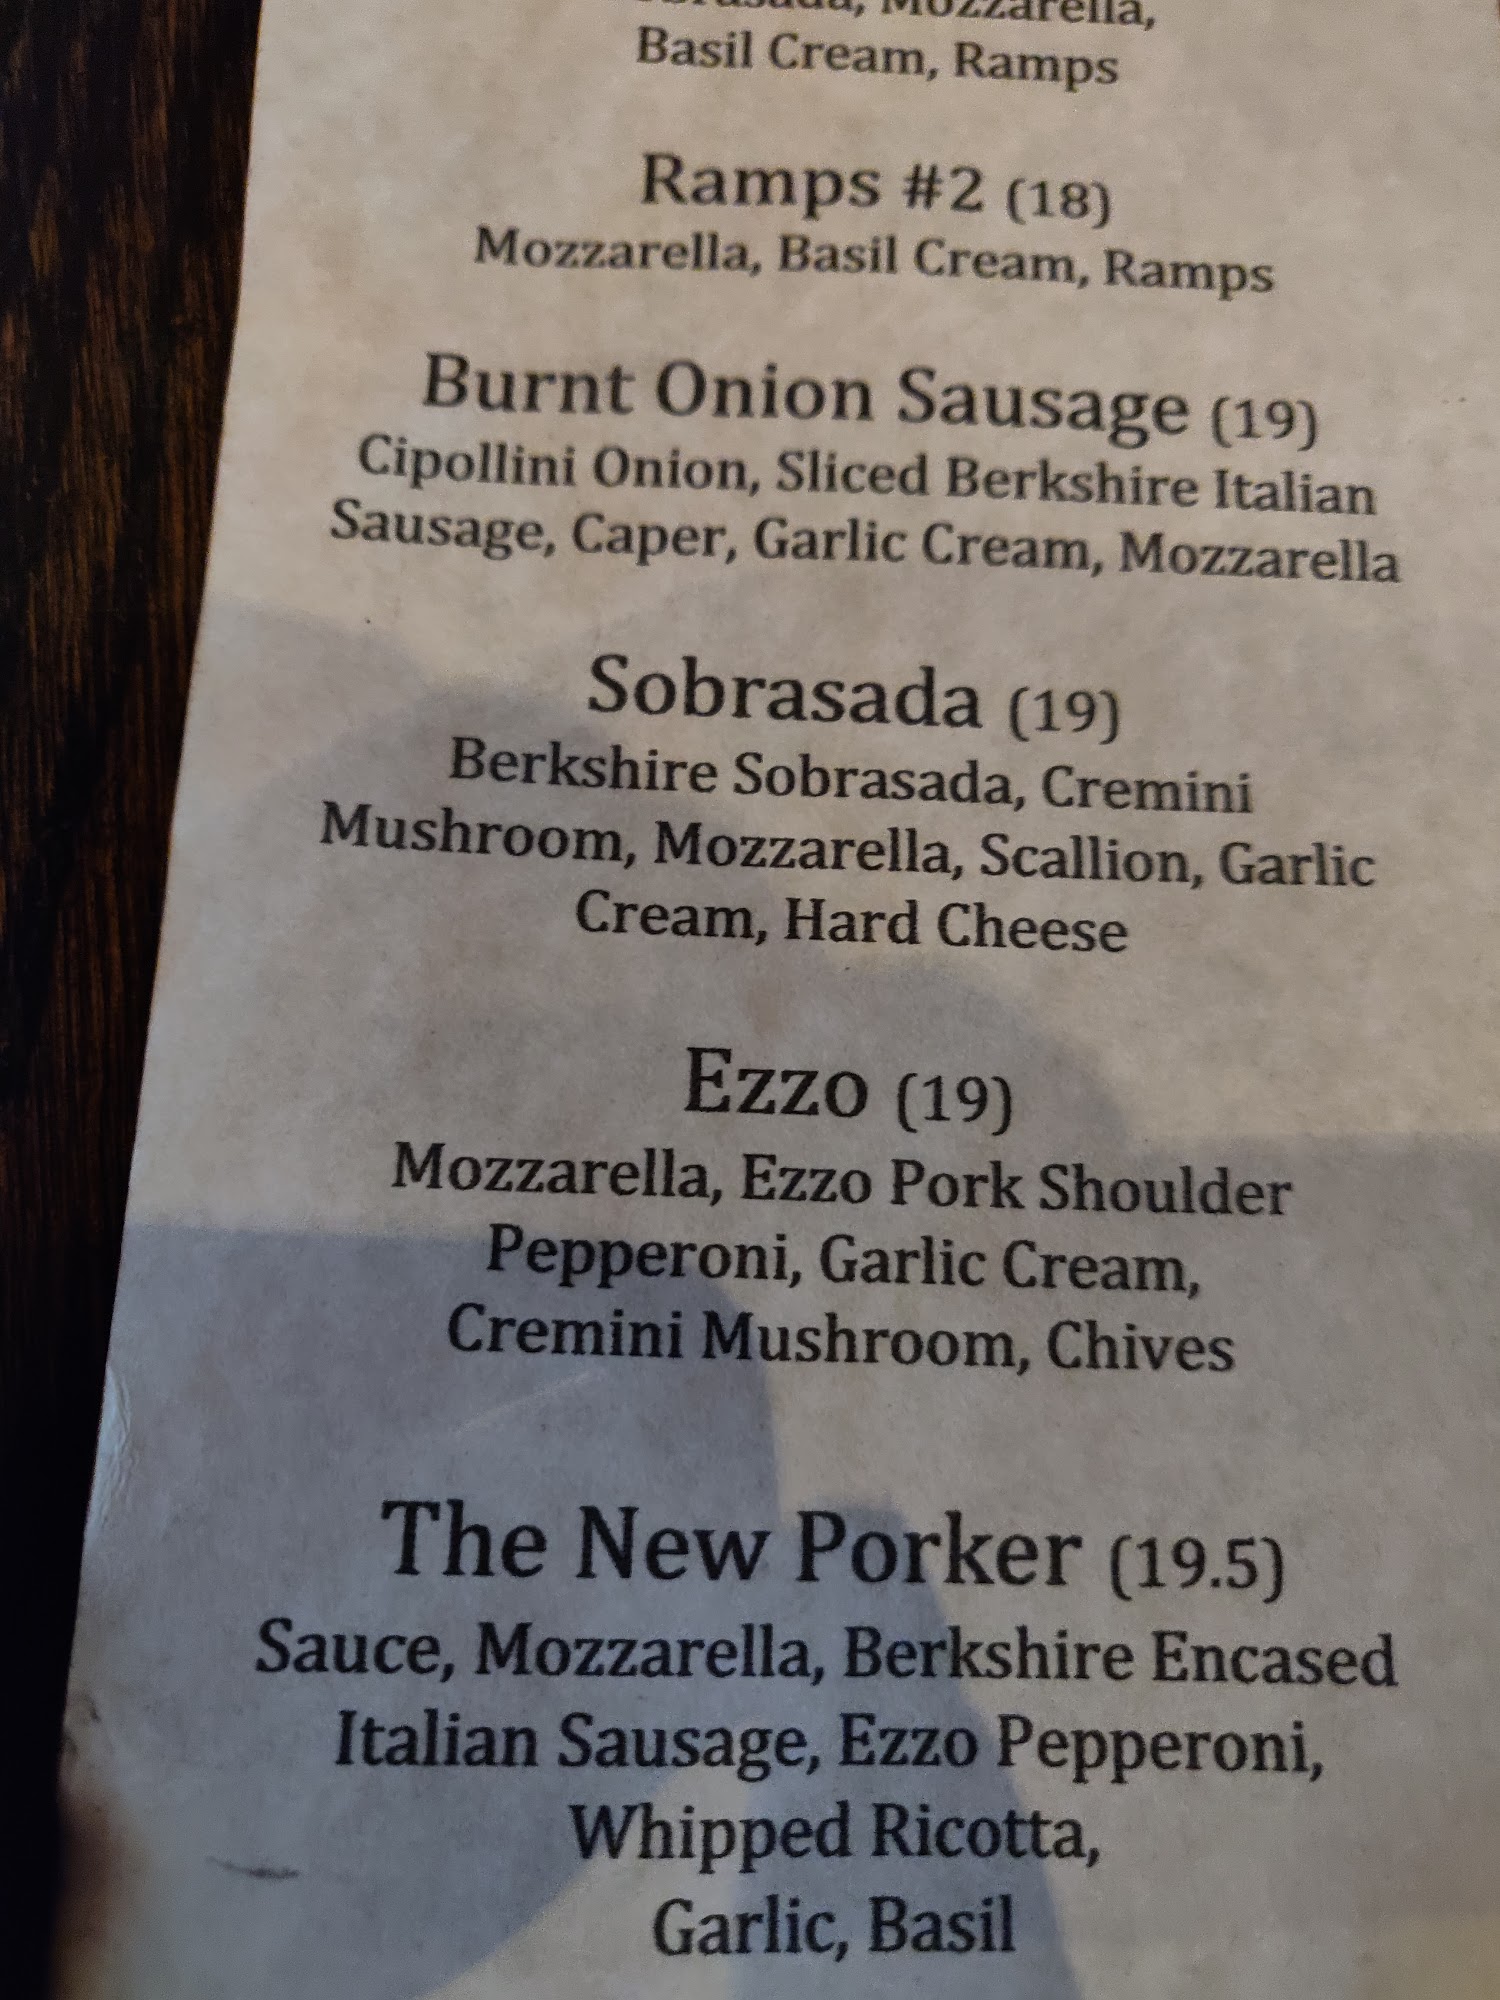 Mozzarella,
Basil Cream, Ramps
Ramps #2 (18)
Mozzarella, Basil Cream, Ramps
Burnt Onion Sausage (19)
Cipollini Onion, Sliced Berkshire Italian
Sausage, Caper, Garlic Cream, Mozzarella
Sobrasada (19)
Berkshire Sobrasada, Cremini
Mushroom, Mozzarella, Scallion, Garlic
Cream, Hard Cheese
Ezzo (19)
Mozzarella, Ezzo Pork Shoulder
Pepperoni, Garlic Cream,
Cremini Mushroom, Chives
The New Porker (19.5)
Sauce, Mozzarella, Berkshire Encased
Italian Sausage, Ezzo Pepperoni,
Whipped Ricotta,
Garlic, Basil